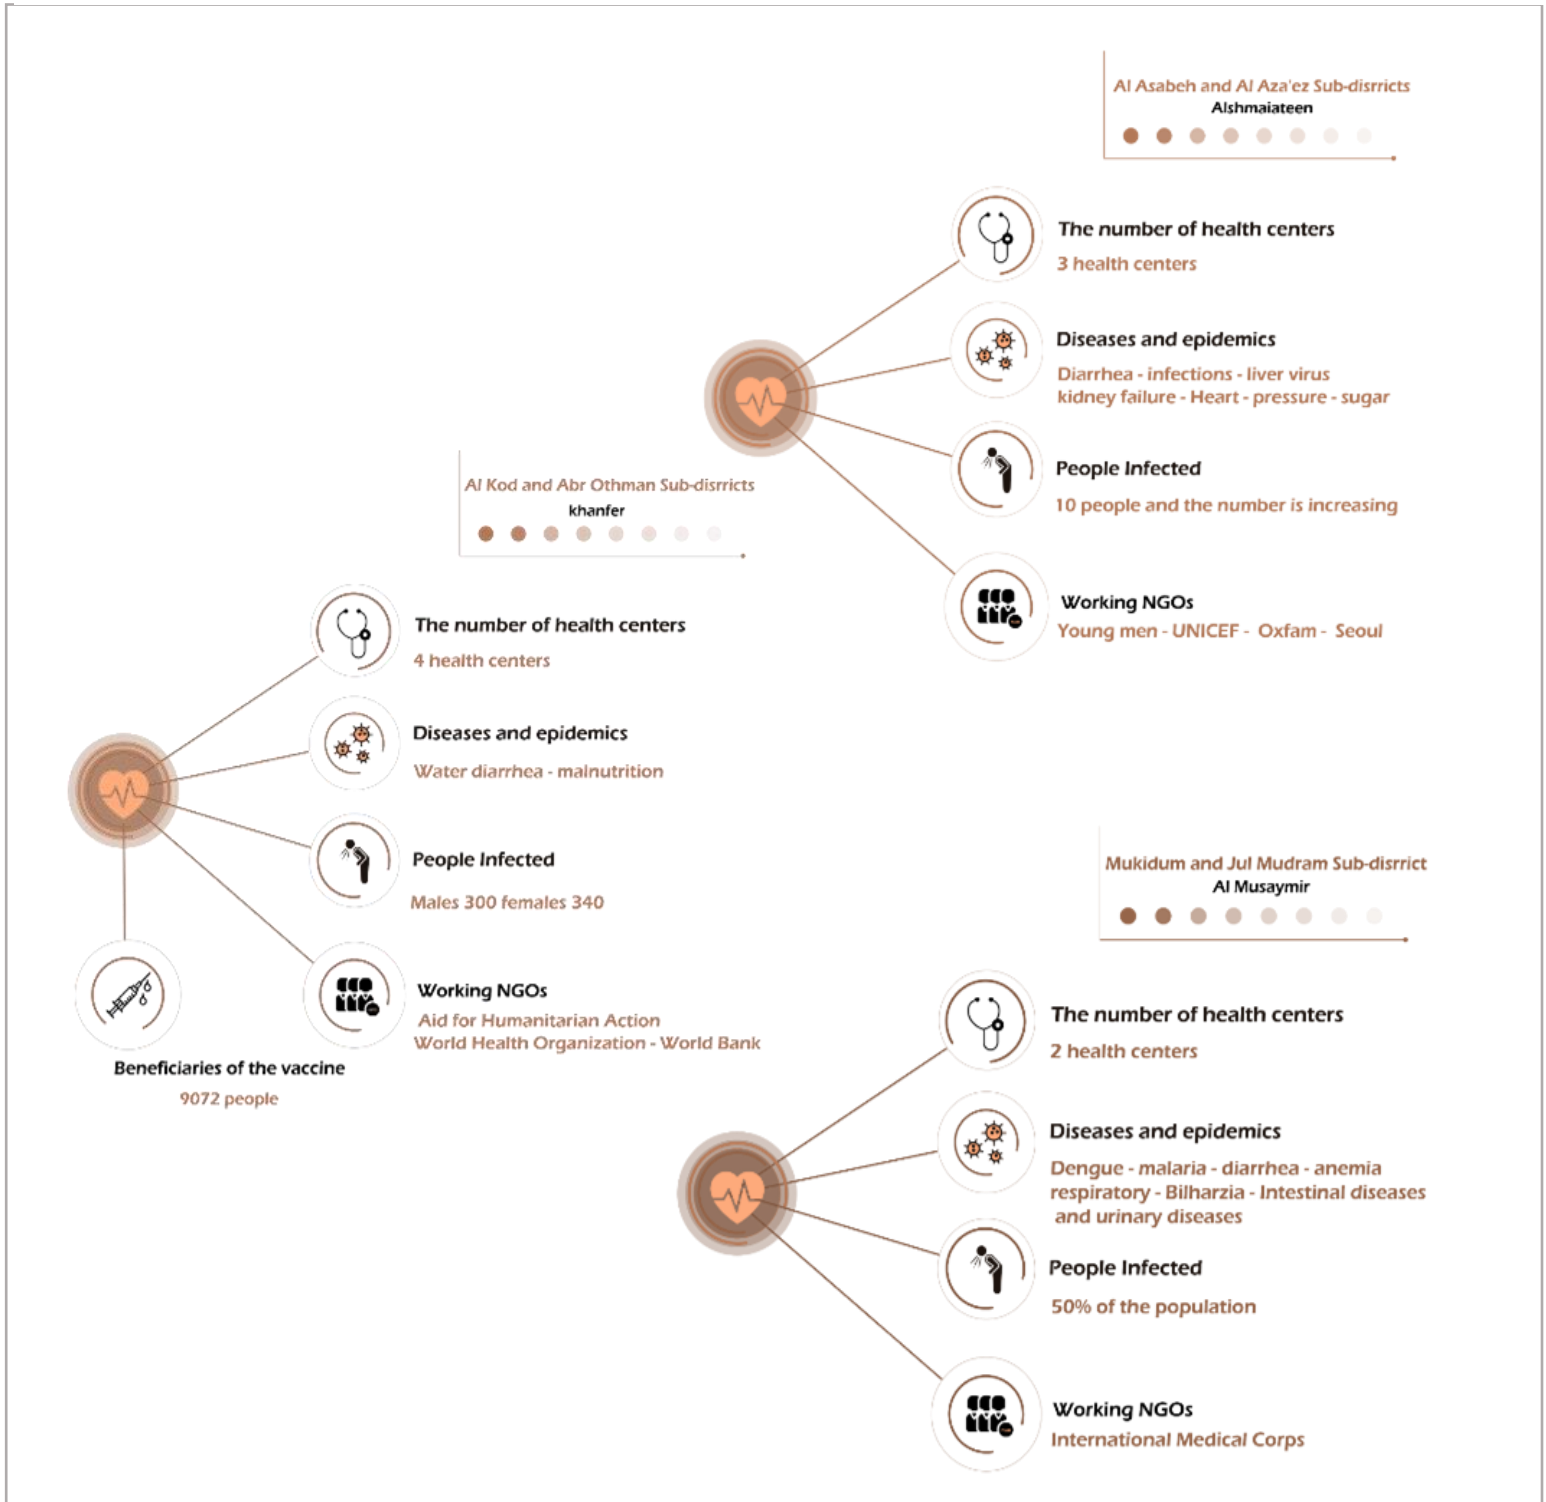 Al Asabeh and Al Aza'ez Sub-disrricts
Alshmaiateen
The number of health centers
3 health centers
Diseases and epidemics
Diarrhea - infections - liver virus
kidney failure - Heart - pressure - sugar
People Infected
10 people and the number is increasing
Working NGOs
Young men - UNICEF - Oxfam - Seoul
Al Kod and Abr Othman Sub-disrricts
khanfer
The number of health centers
4 health centers
Diseases and epidemics
Water diarrhea - malnutrition
People Infected
Males 300 females 340
Working NGOs
Aid for Humanitarian Action
World Health Organization - World Bank
Beneficiaries of the vaccine
9072 people
Mukidum and Jul Mudram Sub-disrrict
Al Musaymir
The number of health centers
2 health centers
Diseases and epidemics
Dengue - malaria - diarrhea - anemia
respiratory - Bilharzia - Intestinal diseases
and urinary diseases
People Infected
50% of the population
Working NGOs
International Medical Corps